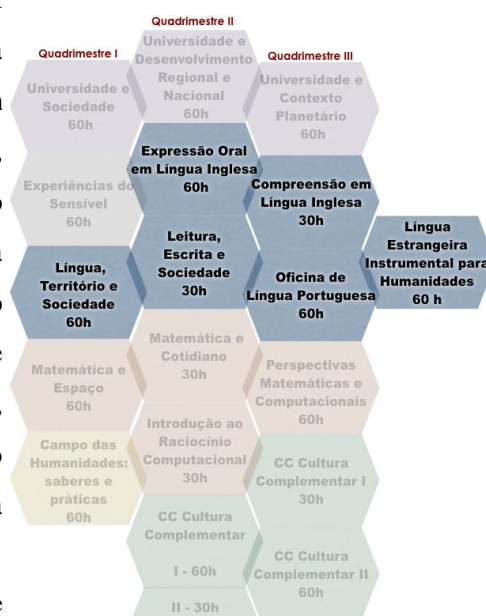 Quadrimestre I
Universidade e
Sociedade
60h
Experiências do
Sensível
60h
Língua,
Território e
Sociedade
60h
Matemática e
Espaço
60h
Campo das
Humanidades:
saberes e
práticas
60h
Quadrimestre II
Universidade e
Desenvolvimento
Regional e
Nacional
60h
Expressão Oral
em Língua Inglesa
60h
Leitura,
Escrita e
Sociedade
30h
Matemática e
Cotidiano
30h
Introdução ao
Raciocínio
Computacional
30h
CC Cultura
Complementar
I - 60h
II - 30h
Quadrimestre III
Universidade e
Contexto
Planetário
60h
Compreensão em
Língua Inglesa
30h
Oficina de
Língua Portuguesa
60h
Perspectivas
Matemáticas e
Computacionais
60h
CC Cultura
Complementar I
30h
CC Cultura
Complementar II
60h
Língua
Estrangeira
Instrumental para
Humanidades
60 h